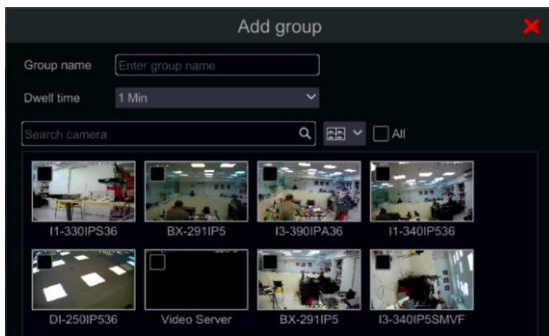 Add group
Group name Enter group name
Dwell time 1 Min
Search camera All
I1-330IPS36 BX-291IP5 I3-390IPA36 I1-340IP536
DI-250IP536 Video Server BX-291IP5 I3-340IP5SMVF